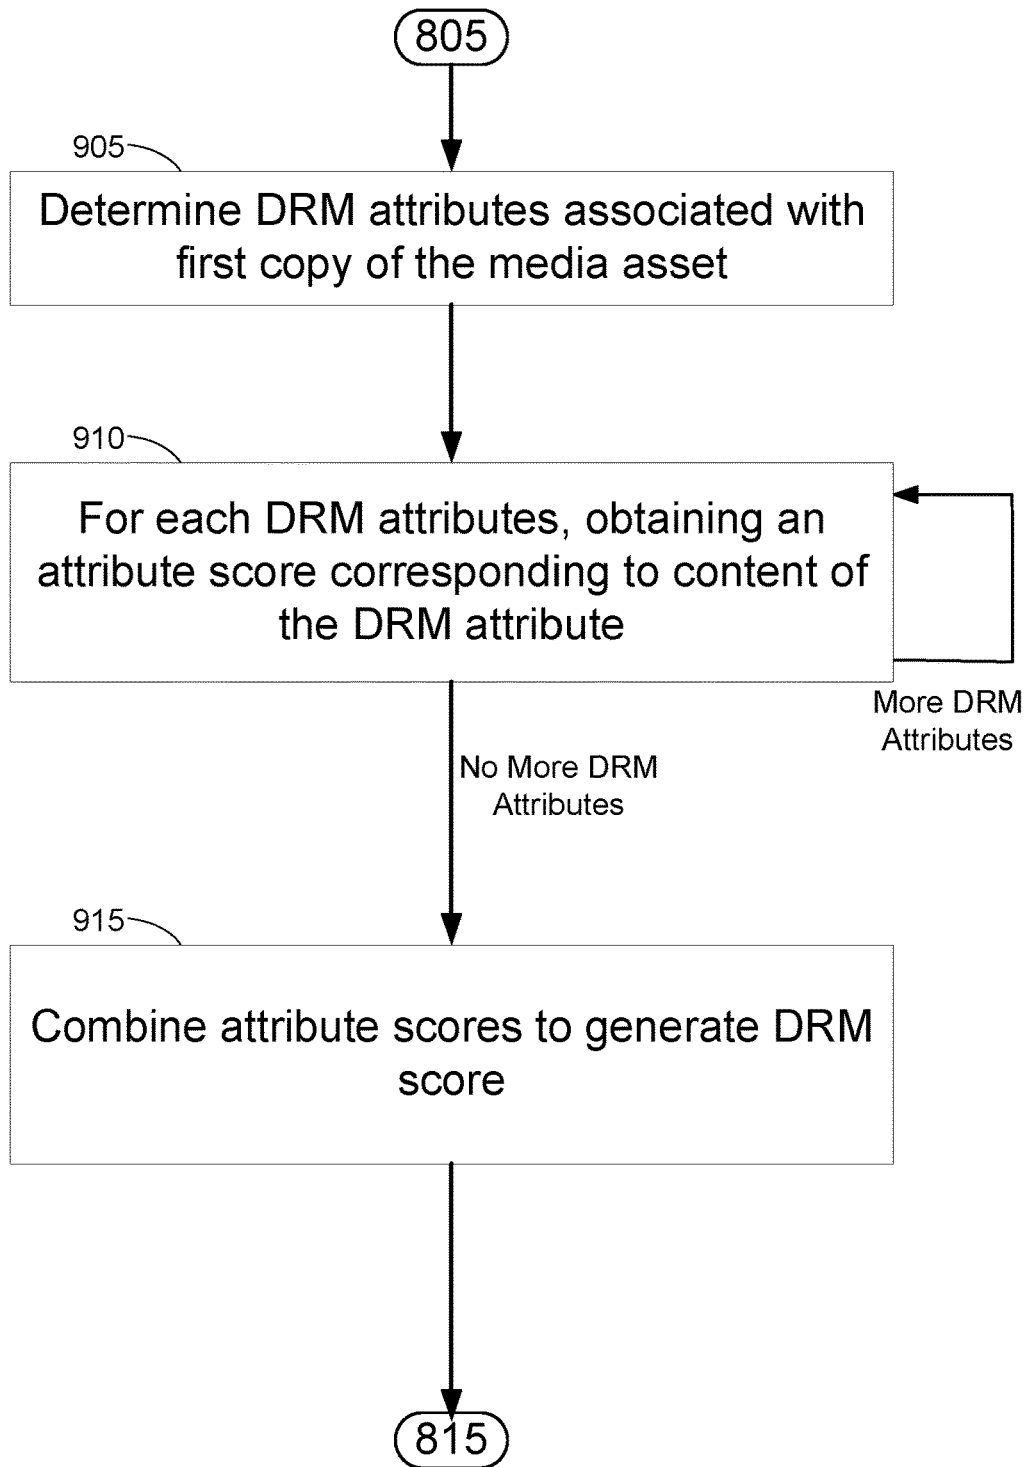 805
905
Determine DRM attributes associated with
first copy of the media asset
910
For each DRM attributes, obtaining an
attribute score corresponding to content of
the DRM attribute
More DRM
Attributes
No More DRM
Attributes
915
Combine attribute scores to generate DRM
score
815